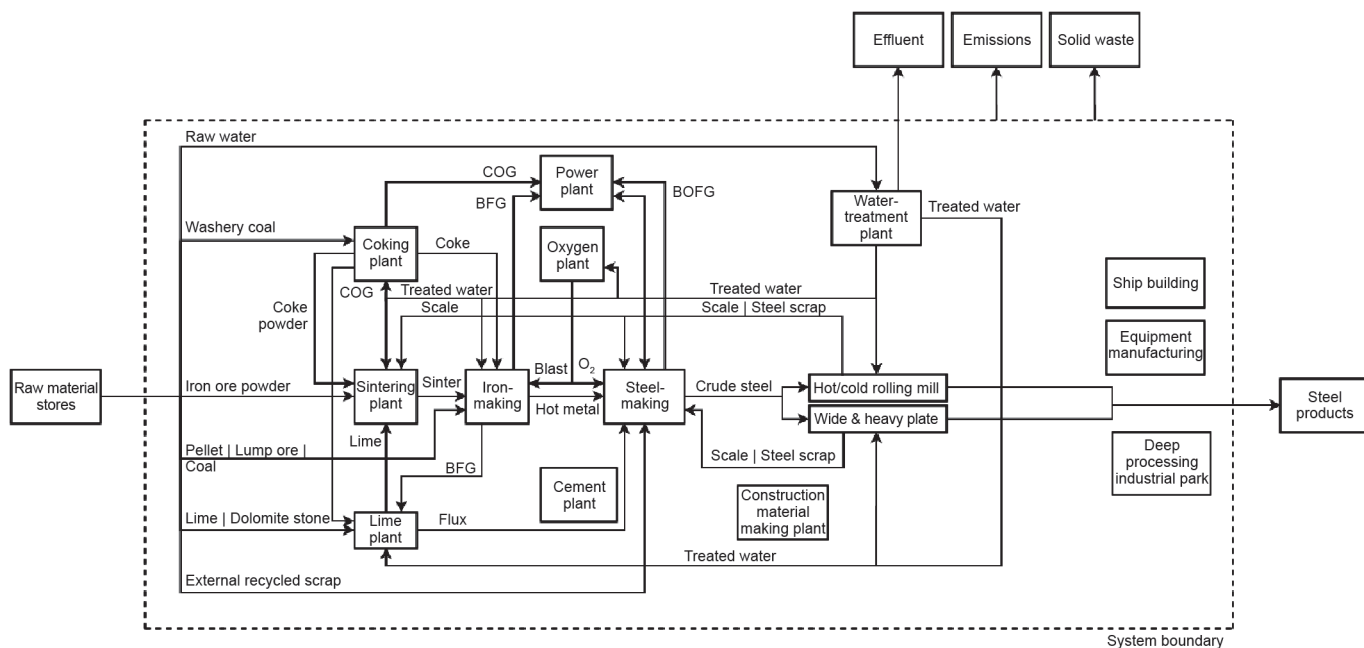 Effluent
Emissions
Solid waste
Raw water
COG
Power
plant
BFG
BOFG
Water-
treatment
plant
Treated water
Washery coal
Coking
plant
Coke
Oxygen
plant
COG
Treated water
Treated water
Ship building
Coke
powder
Scale
Scale | Steel scrap
Equipment
manufacturing
Raw material
stores
Iron ore powder
Sintering
plant
Sinter
Iron-
making
Blast
O₂
Hot metal
Steel-
making
Crude steel
Hot/cold rolling mill
Wide & heavy plate
Steel
products
Pellet | Lump ore |
Coal
Lime
BFG
Scale | Steel scrap
Deep
processing
industrial park
Cement
plant
Construction
material
making plant
Lime | Dolomite stone
Lime
plant
Flux
Treated water
External recycled scrap
System boundary